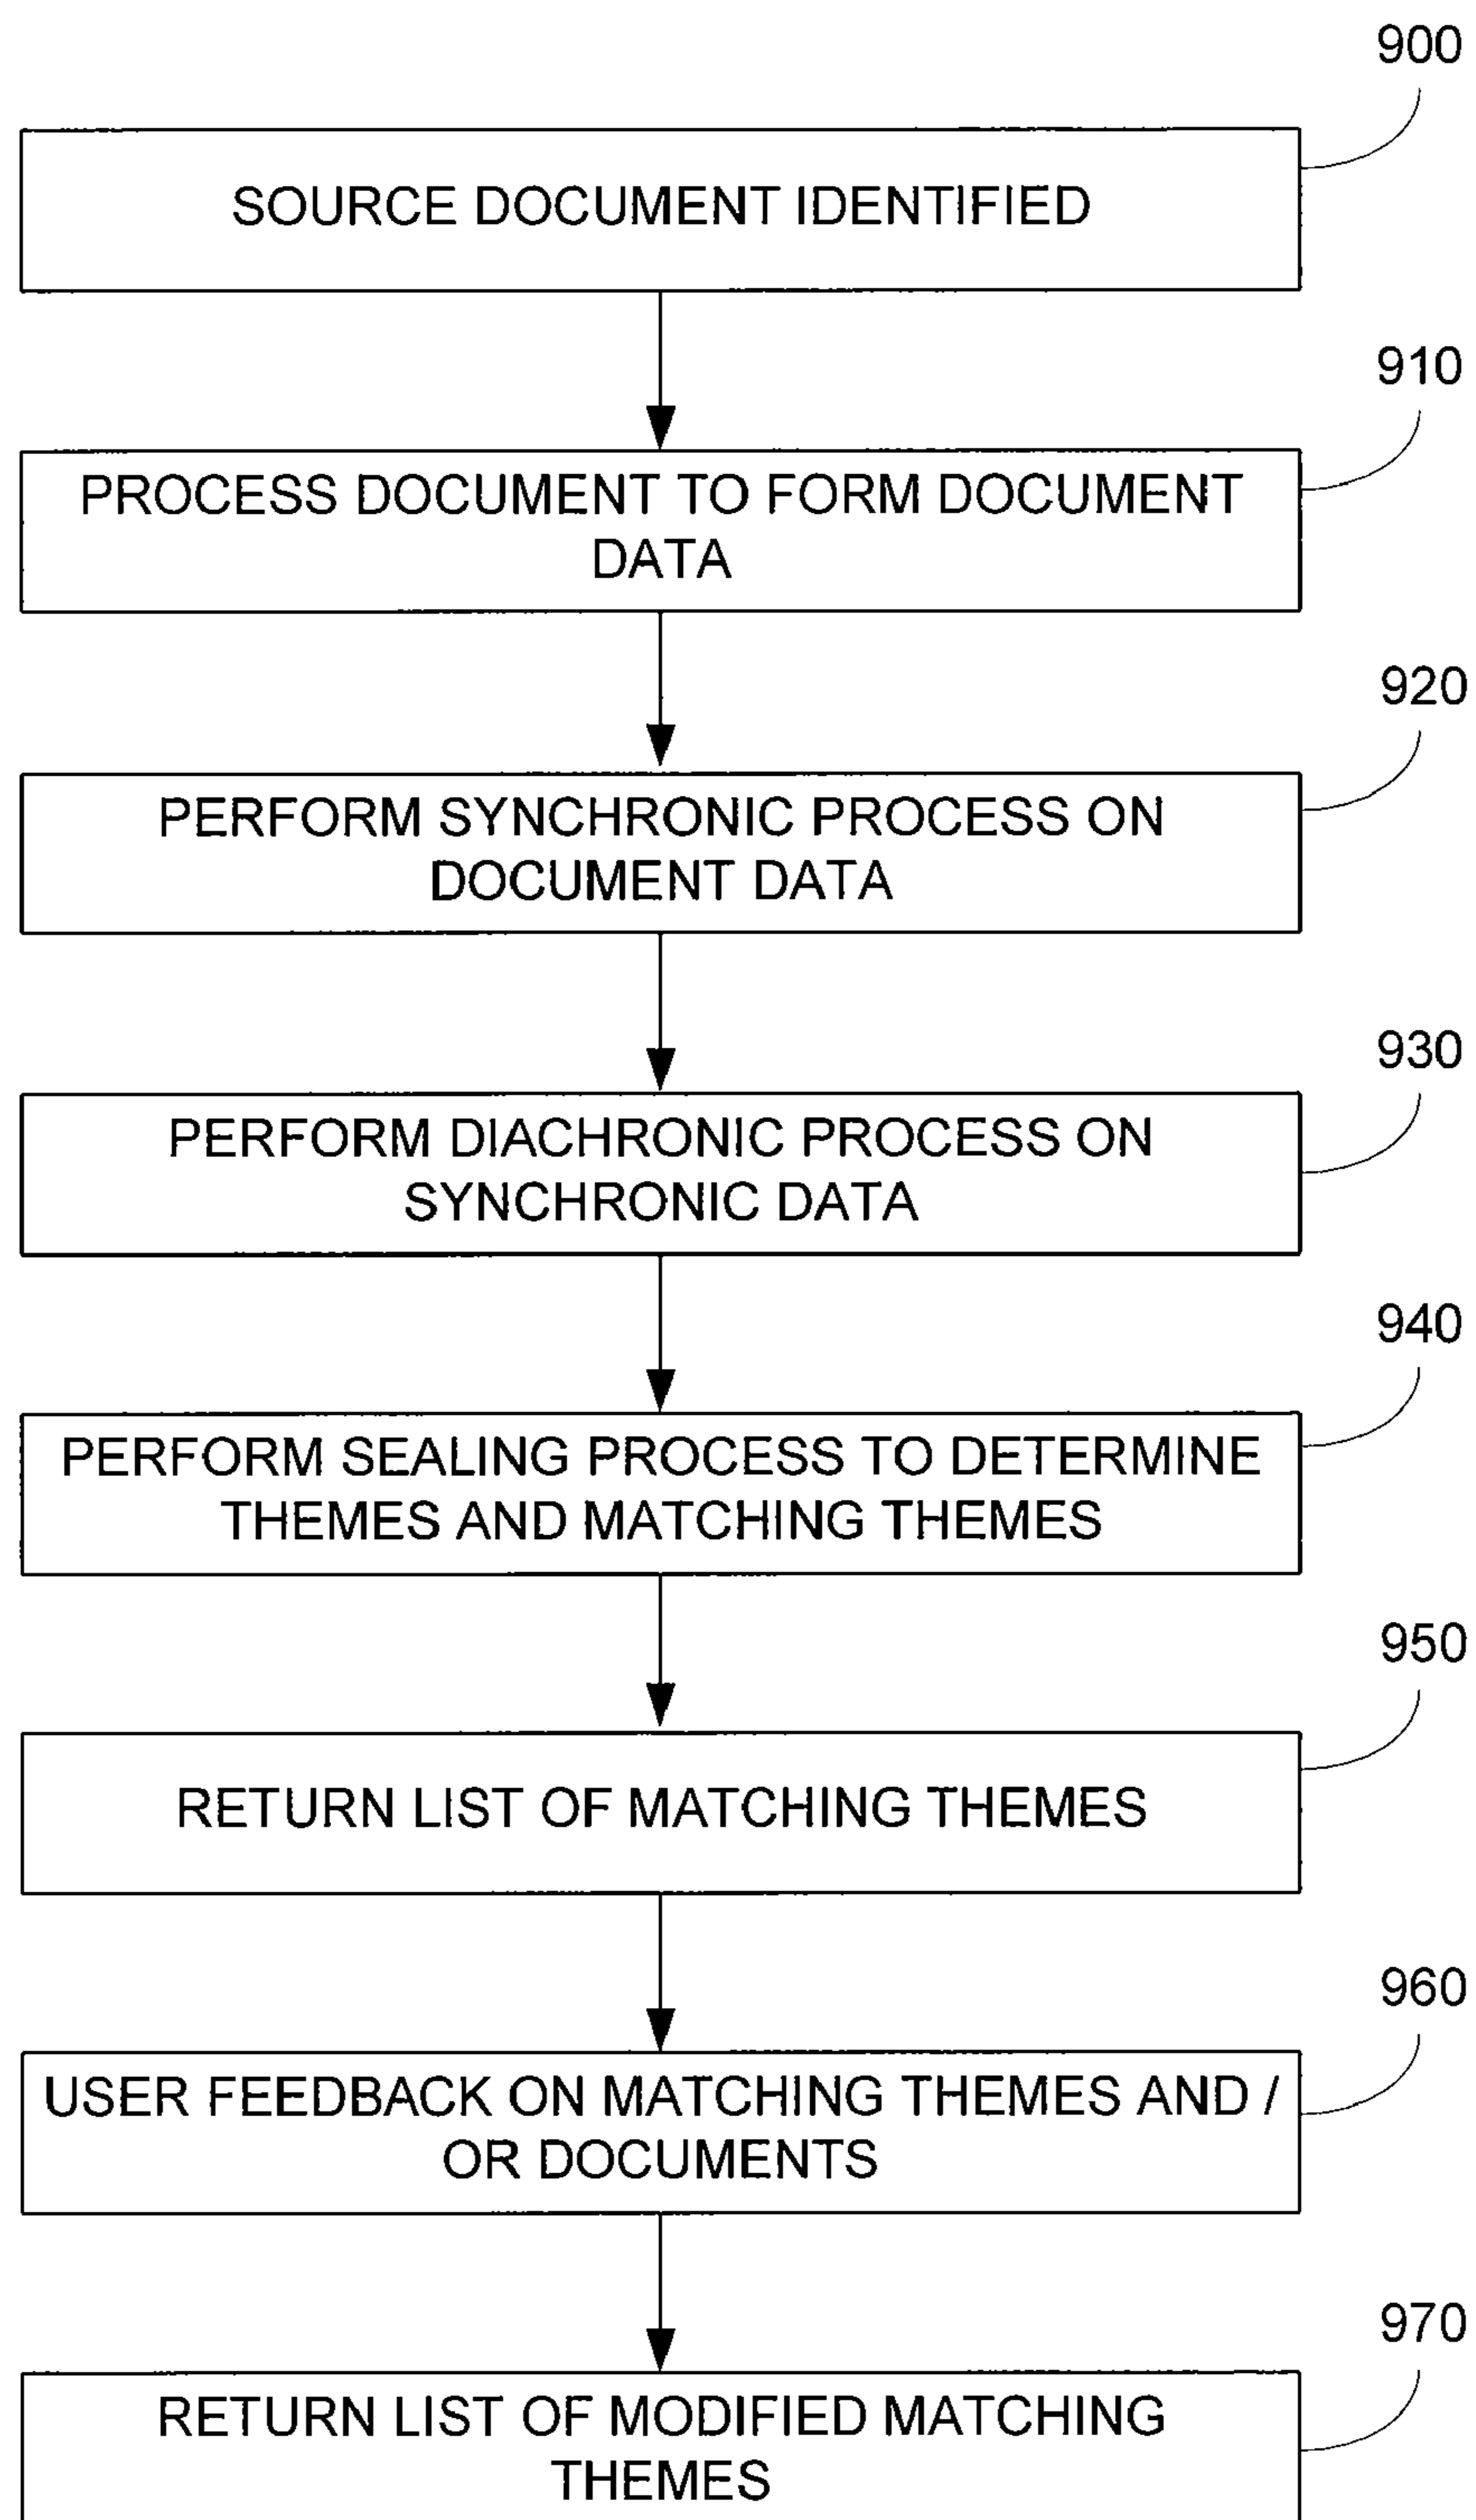 900
SOURCE DOCUMENT IDENTIFIED
910
PROCESS DOCUMENT TO FORM DOCUMENT
DATA
920
PERFORM SYNCHRONIC PROCESS ON
DOCUMENT DATA
930
PERFORM DIACHRONIC PROCESS ON
SYNCHRONIC DATA
940
PERFORM SEALING PROCESS TO DETERMINE
THEMES AND MATCHING THEMES
950
RETURN LIST OF MATCHING THEMES
960
USER FEEDBACK ON MATCHING THEMES AND /
OR DOCUMENTS
970
RETURN LIST OF MODIFIED MATCHING
THEMES